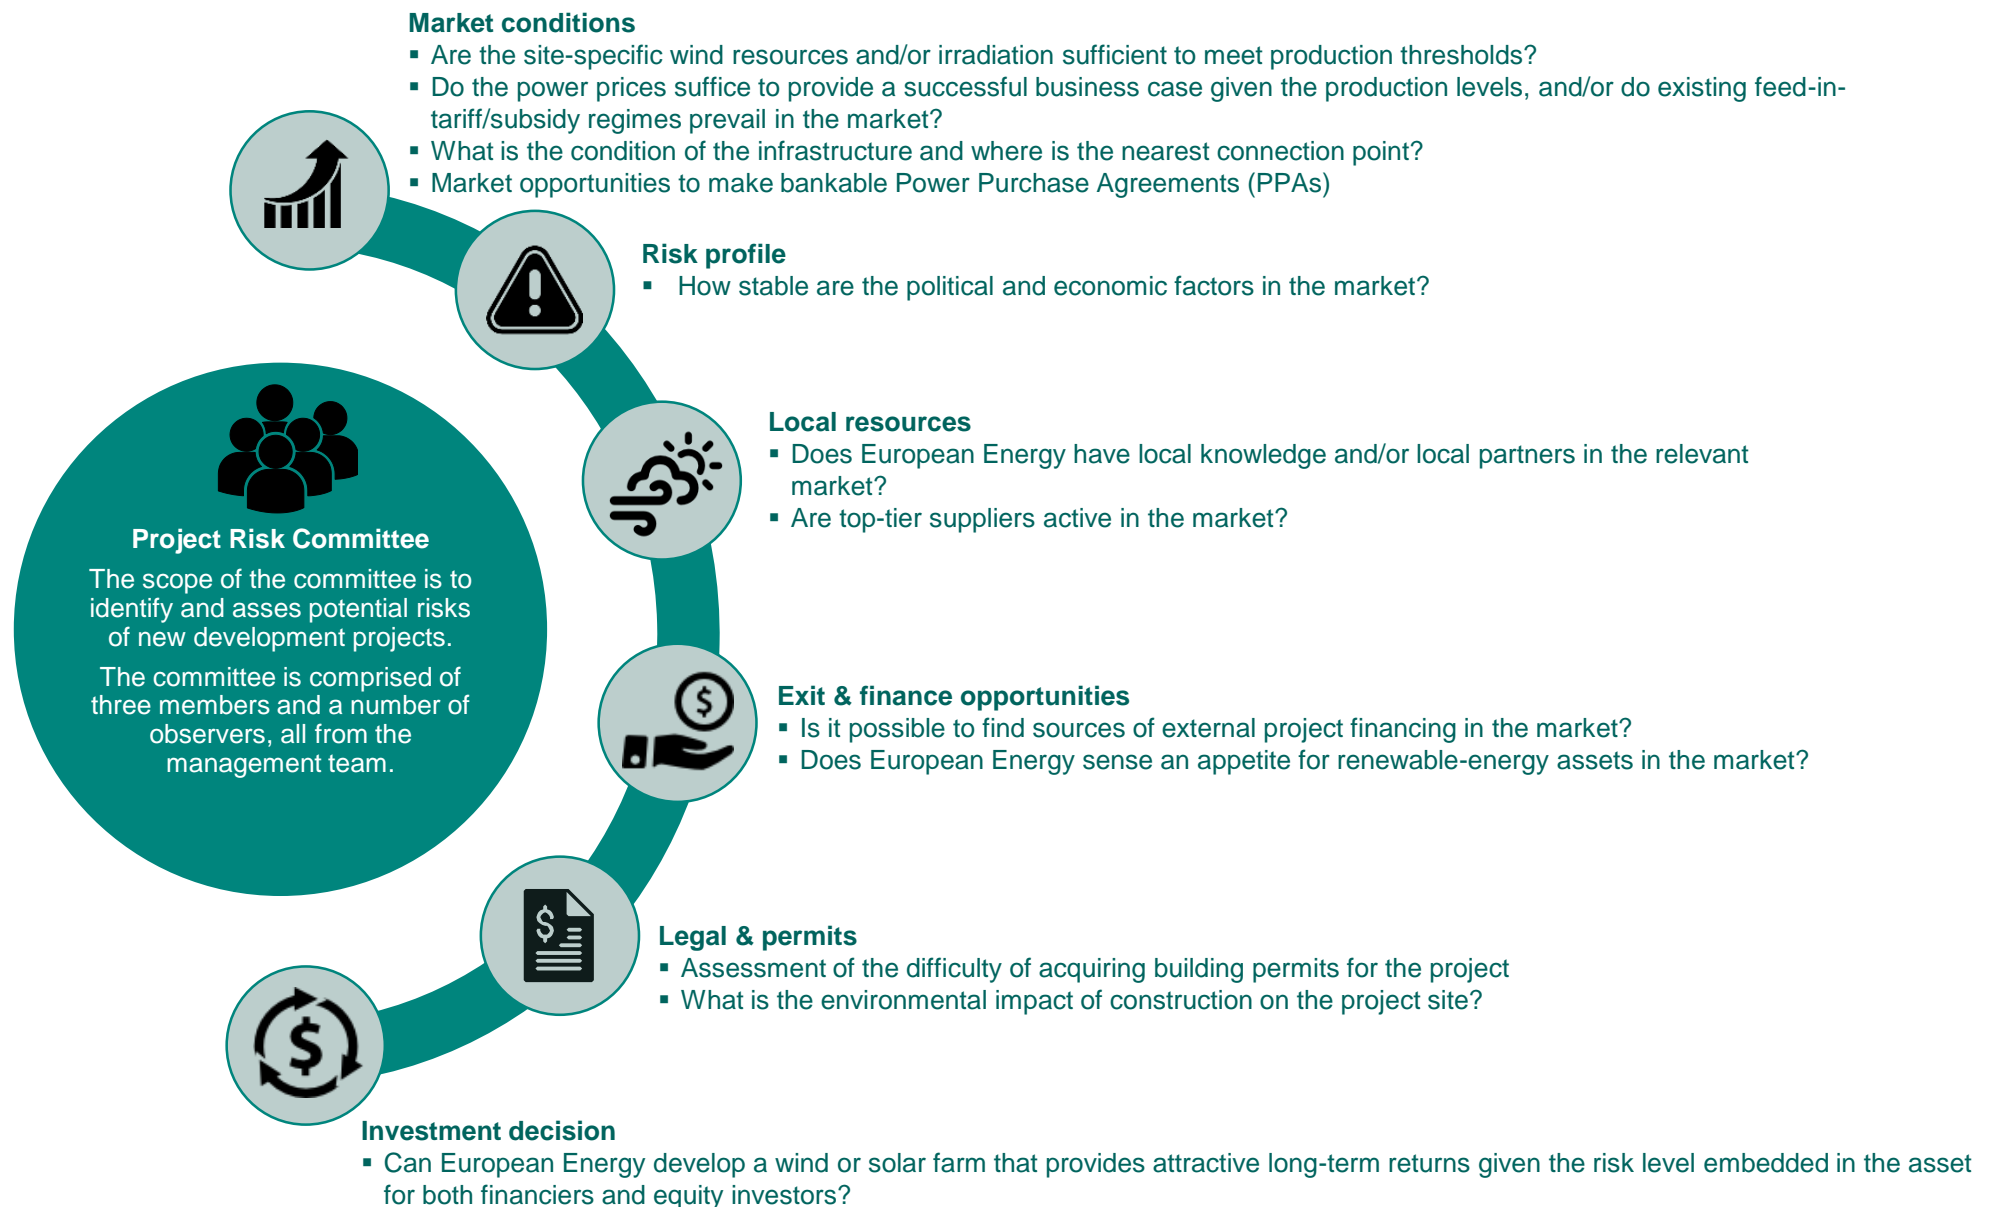 Market conditions
▪ Are the site-specific wind resources and/or irradiation sufficient to meet production thresholds?
▪ Do the power prices suffice to provide a successful business case given the production levels, and/or do existing feed-in-
tariff/subsidy regimes prevail in the market?
▪ What is the condition of the infrastructure and where is the nearest connection point?
▪ Market opportunities to make bankable Power Purchase Agreements (PPAs)
Risk profile
▪ How stable are the political and economic factors in the market?
Local resources
▪ Does European Energy have local knowledge and/or local partners in the relevant
market?
▪ Are top-tier suppliers active in the market?
Project Risk Committee
The scope of the committee is to
identify and asses potential risks
of new development projects.
The committee is comprised of
three members and a number of
observers, all from the
management team.
Exit & finance opportunities
▪ Is it possible to find sources of external project financing in the market?
▪ Does European Energy sense an appetite for renewable-energy assets in the market?
Legal & permits
▪ Assessment of the difficulty of acquiring building permits for the project
▪ What is the environmental impact of construction on the project site?
Investment decision
▪ Can European Energy develop a wind or solar farm that provides attractive long-term returns given the risk level embedded in the asset
for both financiers and equity investors?